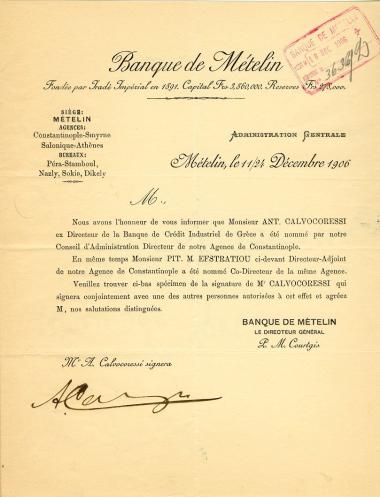 Banque de Mételin
Fondée par Iradé Impérial en 1891. Capital Frs 3,560,000. Reserves Frs
BANQUE DE MÉTELIN
DÉC. 1906
SIÈGE:
MÉTELIN
AGENCES:
Constantinople-Smyrne
Salonique-Athènes
BUREAUX:
Péra-Stamboul,
Nazly, Sokia, Dikely
ADMINISTRATION GENERALE
Mételin, le 11/24 Décembre 1906
M.,
Nous avons l'honneur de vous informer que Monsieur ANT. CALVOCORESSI
ex Directeur de la Banque de Crédit Industriel de Grèce a été nommé par notre
Conseil d'Administration Directeur de notre Agence de Constantinople.
En même temps Monsieur PIT. M. EFSTRATIOU ci-devant Directeur-Adjoint
de notre Agence de Constantinople a été nommé Co-Directeur de la même Agence.
Veuillez trouver ci-bas spécimen de la signature de Mr CALVOCORESSI qui
signera conjointement avec une des autres personnes autorisées à cet effet et agréez
M, nos salutations distinguées.
BANQUE DE MÉTELIN
LE DIRECTEUR GÉNÉRAL
P. M. Courtgis
Mr A. Calvocoressi signera